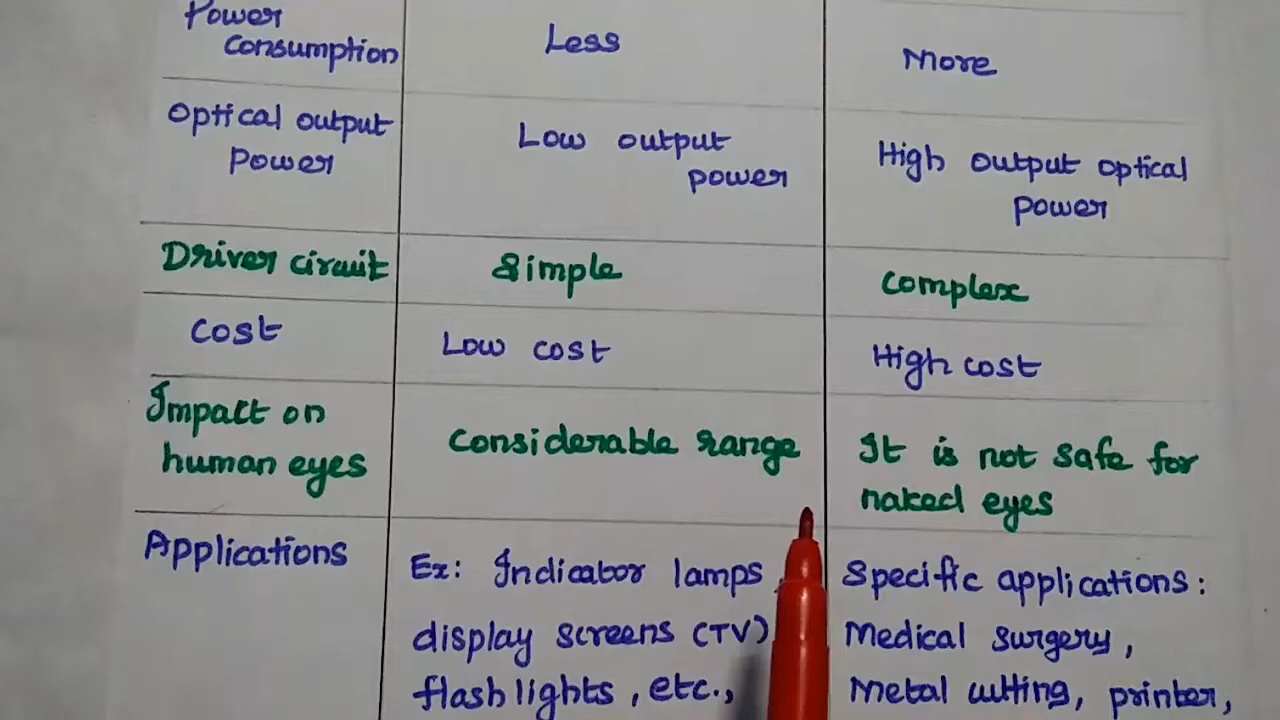 Power
Consumption
Less
More
Optical output
power
Low output
power
High output optical
power
Driver circuit
Simple
Complex
Cost
Low cost
High cost
Impact on
human eyes
Considerable range
It is not safe for
naked eyes
Applications
Ex: Indicator lamps,
display screens (TV)
flash lights, etc.,
Specific applications:
Medical surgery,
Metal cutting, printer,